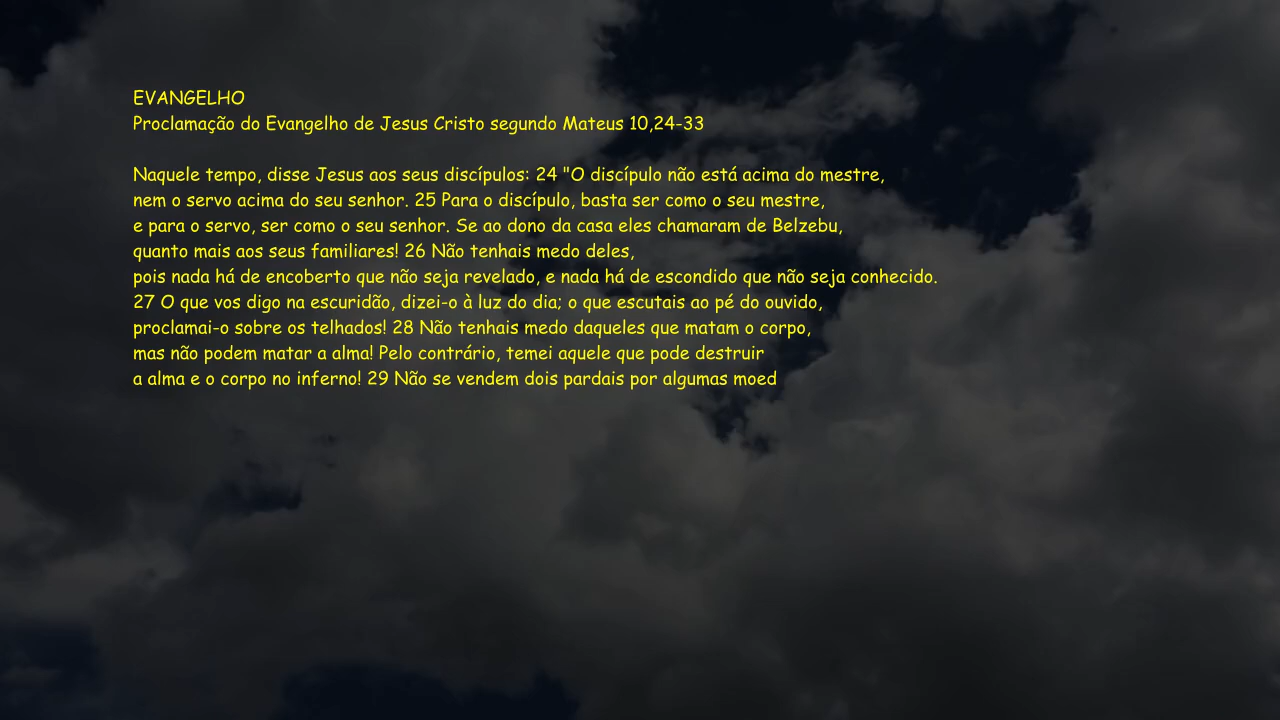 EVANGELHO
Proclamação do Evangelho de Jesus Cristo segundo Mateus 10,24-33
Naquele tempo, disse Jesus aos seus discípulos: 24 "O discípulo não está acima do mestre,
nem o servo acima do seu senhor. 25 Para o discípulo, basta ser como o seu mestre,
e para o servo, ser como o seu senhor. Se ao dono da casa eles chamaram de Belzebu,
quanto mais aos seus familiares! 26 Não tenhais medo deles,
pois nada há de encoberto que não seja revelado, e nada há de escondido que não seja conhecido.
27 O que vos digo na escuridão, dizei-o à luz do dia; o que escutais ao pé do ouvido,
proclamai-o sobre os telhados! 28 Não tenhais medo daqueles que matam o corpo,
mas não podem matar a alma! Pelo contrário, temei aquele que pode destruir
a alma e o corpo no inferno! 29 Não se vendem dois pardais por algumas moed